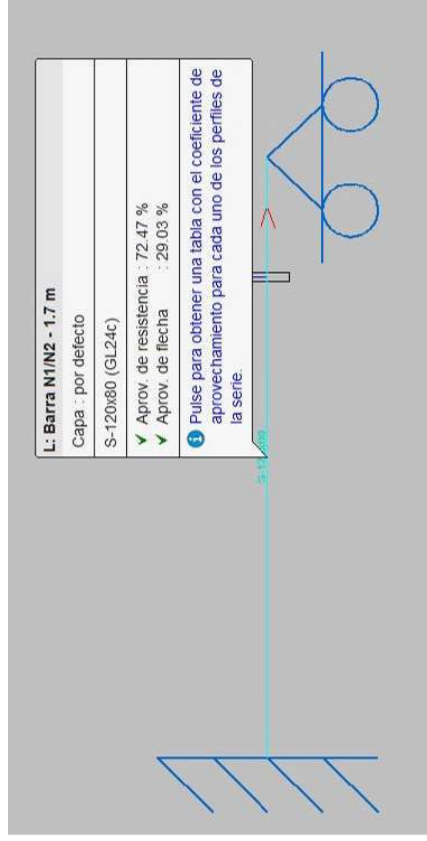 L: Barra N1/N2 - 1.7 m
Capa : por defecto
S-120x80 (GL24c)
Aprov. de resistencia : 72.47 %
Aprov. de flecha : 29.03 %
Pulse para obtener una tabla con el coeficiente de
aprovechamiento para cada uno de los perfiles de
la serie.